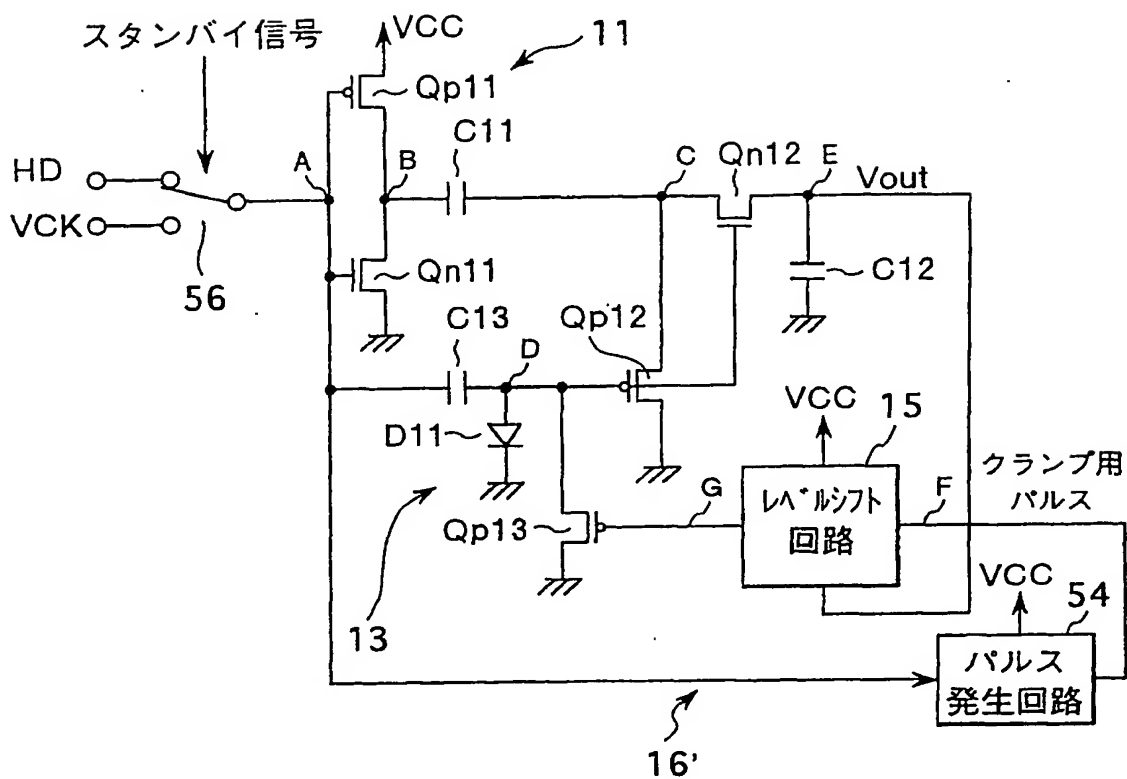 スタンバイ信号
VCC
11
Qp11
C11
HD
A
B
C
Qn12
E
Vout
VCK
Qn11
C12
56
C13
Qp12
D
VCC
15
D11
クランプ用
パルス
G
レベルシフト
回路
F
Qp13
VCC
54
13
パルス
発生回路
16'